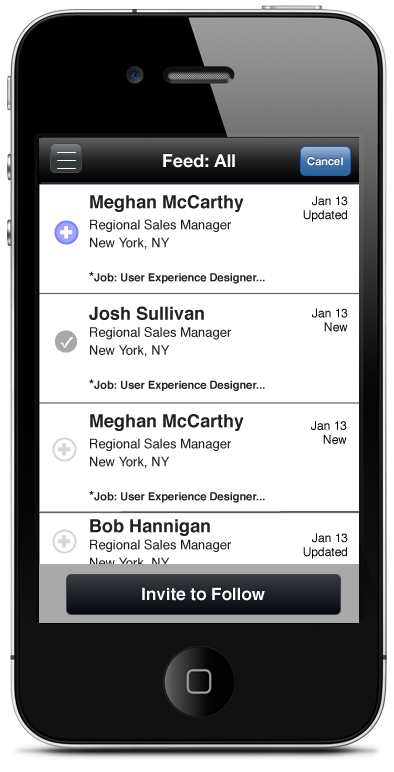 Feed: All
Cancel
Meghan McCarthy
Jan 13
Updated
Regional Sales Manager
New York, NY
*Job: User Experience Designer...
Josh Sullivan
Jan 13
New
Regional Sales Manager
New York, NY
*Job: User Experience Designer...
Meghan McCarthy
Jan 13
New
Regional Sales Manager
New York, NY
*Job: User Experience Designer...
Bob Hannigan
Jan 13
Updated
Regional Sales Manager
New York, NY
Invite to Follow